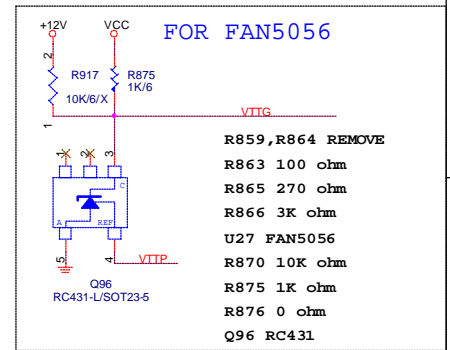 FOR FAN5056
+12V
VCC
2
R917
10K/6/X
1
R875
1K/6
VTTG
1
2
3
C
A
REF
5
4
VTTP
Q96
RC431-L/SOT23-5
R859,R864 REMOVE
R863 100 ohm
R865 270 ohm
R866 3K ohm
U27 FAN5056
R870 10K ohm
R875 1K ohm
R876 0 ohm
Q96 RC431